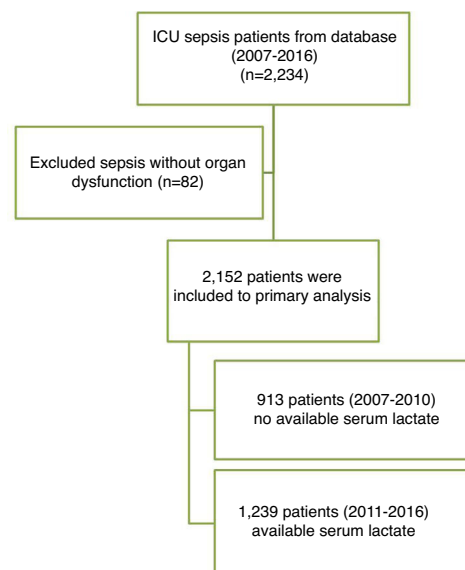 ICU sepsis patients from database
(2007-2016)
(n=2,234)
Excluded sepsis without organ
dysfunction (n=82)
2,152 patients were
included to primary analysis
913 patients (2007-2010)
no available serum lactate
1,239 patients (2011-2016)
available serum lactate